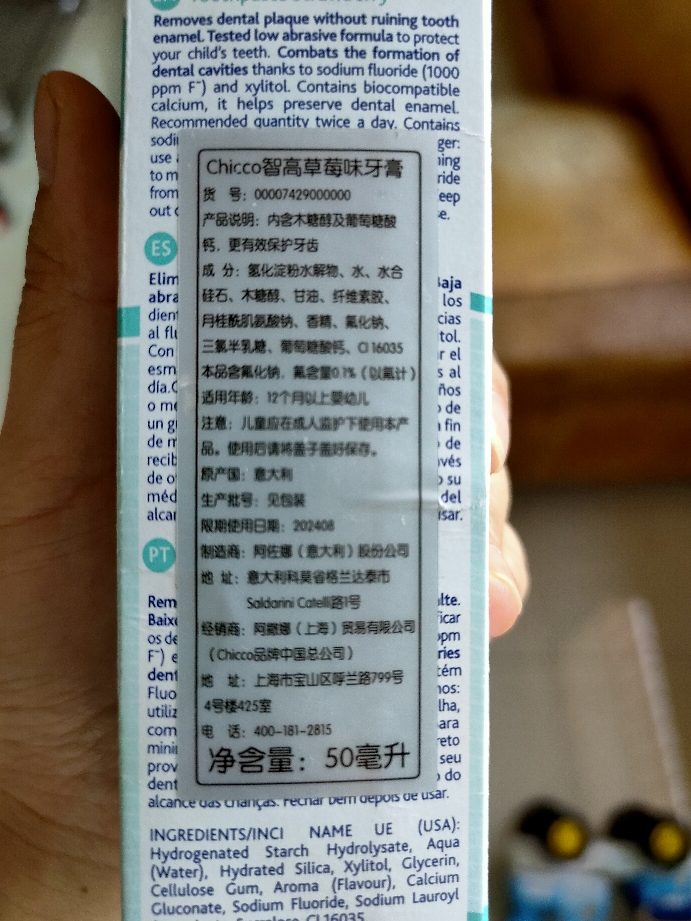 Toothpaste Strawberry
Removes dental plaque without ruining tooth
enamel. Tested low abrasive formula to protect
your child's teeth. Combats the formation of
dental cavities thanks to sodium fluoride (1000
ppm F⁻) and xylitol. Contains biocompatible
calcium, it helps preserve dental enamel.
Recommended quantity twice a day. Contains
Chicco智高草莓味牙膏
货 号：00007429000000
产品说明：内含木糖醇及葡萄糖酸
钙，更有效保护牙齿
成 分：氢化淀粉水解物、水、水合
硅石、木糖醇、甘油、纤维素胶、
月桂酰肌氨酸钠、香精、氟化钠、
三氯半乳糖、葡萄糖酸钙、CI 16035
本品含氟化钠，氟含量0.1%（以氟计）
适用年龄：12个月以上婴幼儿
注意：儿童应在成人监护下使用本产
品。使用后请将盖子盖好保存。
原产国：意大利
生产批号：见包装
限期使用日期：202408
制造商：阿佐娜（意大利）股份公司
地 址：意大利科莫省格兰达泰市
Saldarini Catelli路1号
经销商：阿撒娜（上海）贸易有限公司
（Chicco品牌中国总公司）
地 址：上海市宝山区呼兰路799号
4号楼425室
电 话：400-181-2815
净含量：50毫升
ES
PT
alcance das crianças. Fechar bem depois de usar.
INGREDIENTS/INCI NAME UE (USA):
Hydrogenated Starch Hydrolysate, Aqua
(Water), Hydrated Silica, Xylitol, Glycerin,
Cellulose Gum, Aroma (Flavour), Calcium
Gluconate, Sodium Fluoride, Sodium Lauroyl
CI 16035